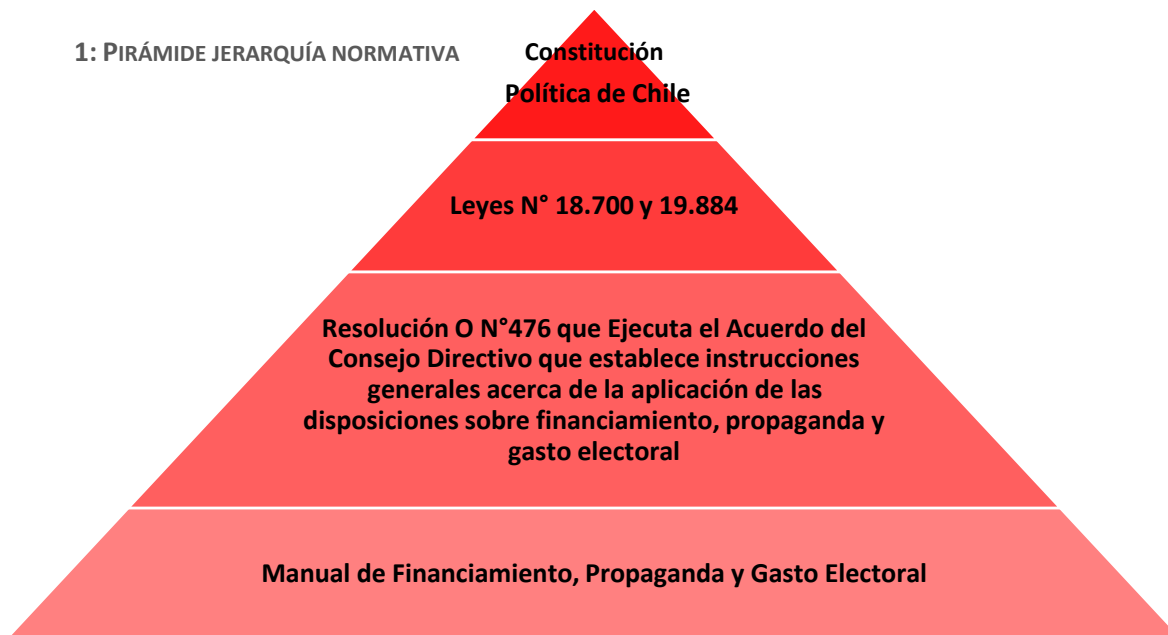 1: PIRÁMIDE JERARQUÍA NORMATIVA
Constitución
Política de Chile
Leyes N° 18.700 y 19.884
Resolución O N°476 que Ejecuta el Acuerdo del
Consejo Directivo que establece instrucciones
generales acerca de la aplicación de las
disposiciones sobre financiamiento, propaganda y
gasto electoral
Manual de Financiamiento, Propaganda y Gasto Electoral